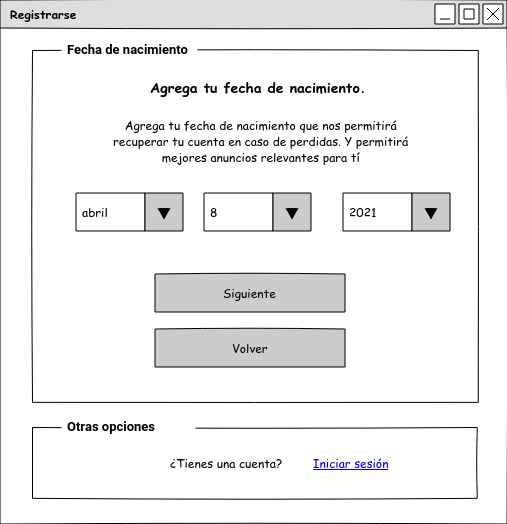 Registrarse
Fecha de nacimiento
Agrega tu fecha de nacimiento.
Agrega tu fecha de nacimiento que nos permitirá
recuperar tu cuenta en caso de perdidas. Y permitirá
mejores anuncios relevantes para tí
abril 8 2021
Siguiente
Volver
Otras opciones
¿Tienes una cuenta? Iniciar sesión